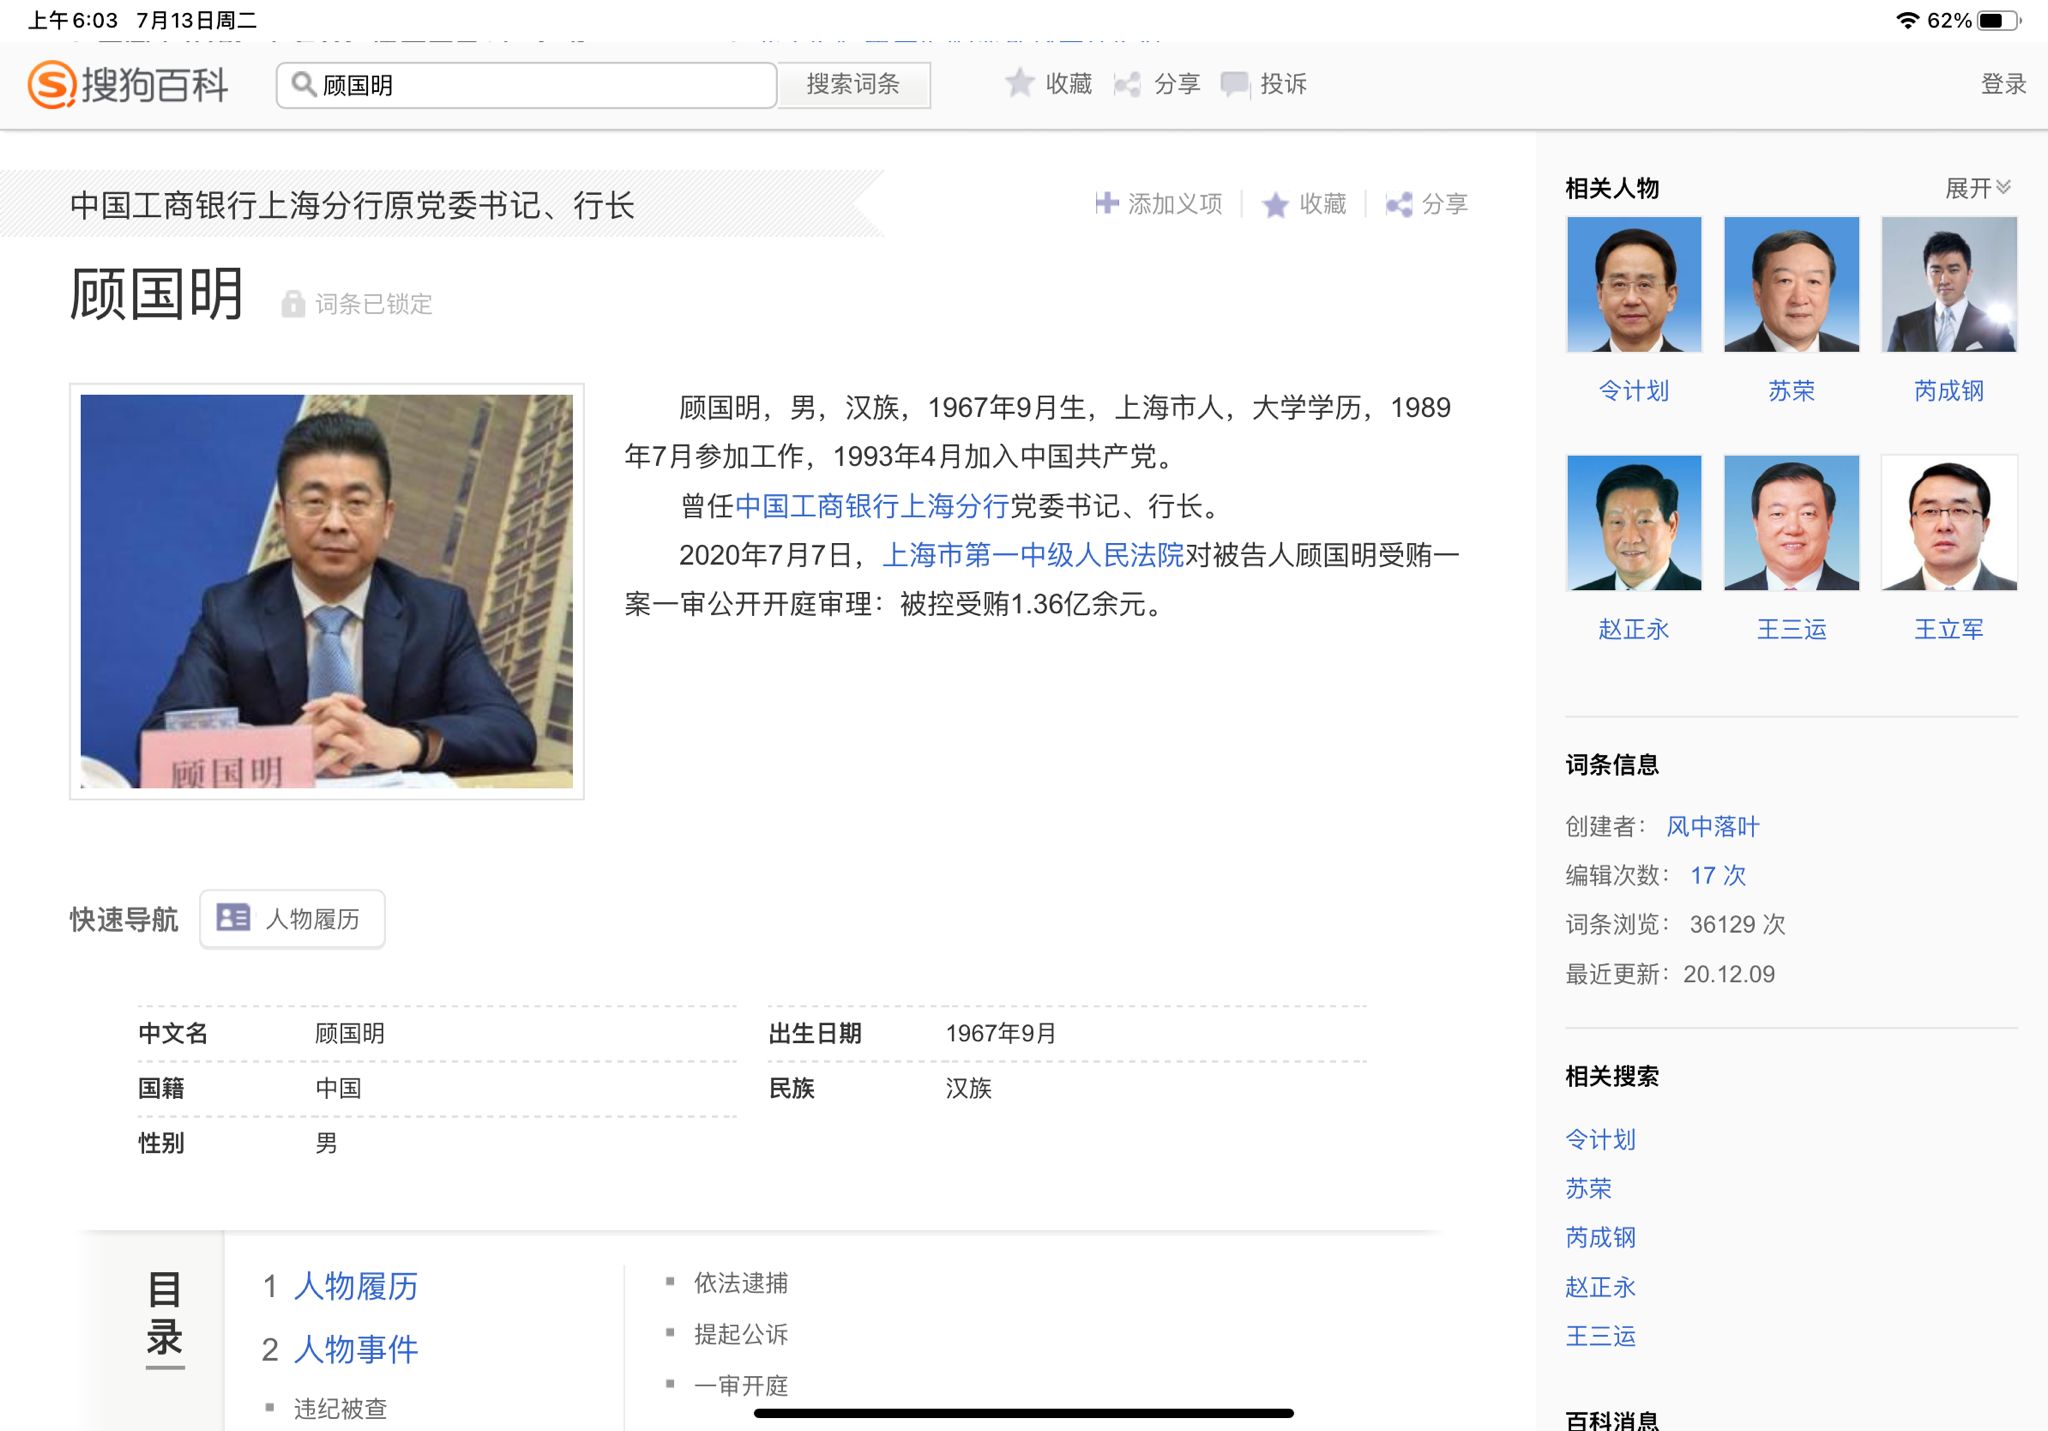 上午6:03 7月13日周二
62%
搜狗百科
顾国明
搜索词条
收藏
分享
投诉
登录
中国工商银行上海分行原党委书记、行长
添加义项
收藏
分享
顾国明
词条已锁定
顾国明，男，汉族，1967年9月生，上海市人，大学学历，1989
年7月参加工作，1993年4月加入中国共产党。
曾任中国工商银行上海分行党委书记、行长。
2020年7月7日，上海市第一中级人民法院对被告人顾国明受贿一
案一审公开开庭审理：被控受贿1.36亿余元。
顾国明
快速导航
人物履历
中文名 顾国明
出生日期 1967年9月
国籍 中国
民族 汉族
性别 男
目录
1 人物履历
2 人物事件
▪ 违纪被查
▪ 依法逮捕
▪ 提起公诉
▪ 一审开庭
相关人物
展开
令计划
苏荣
芮成钢
赵正永
王三运
王立军
词条信息
创建者： 风中落叶
编辑次数： 17 次
词条浏览： 36129 次
最近更新：20.12.09
相关搜索
令计划
苏荣
芮成钢
赵正永
王三运
百科消息